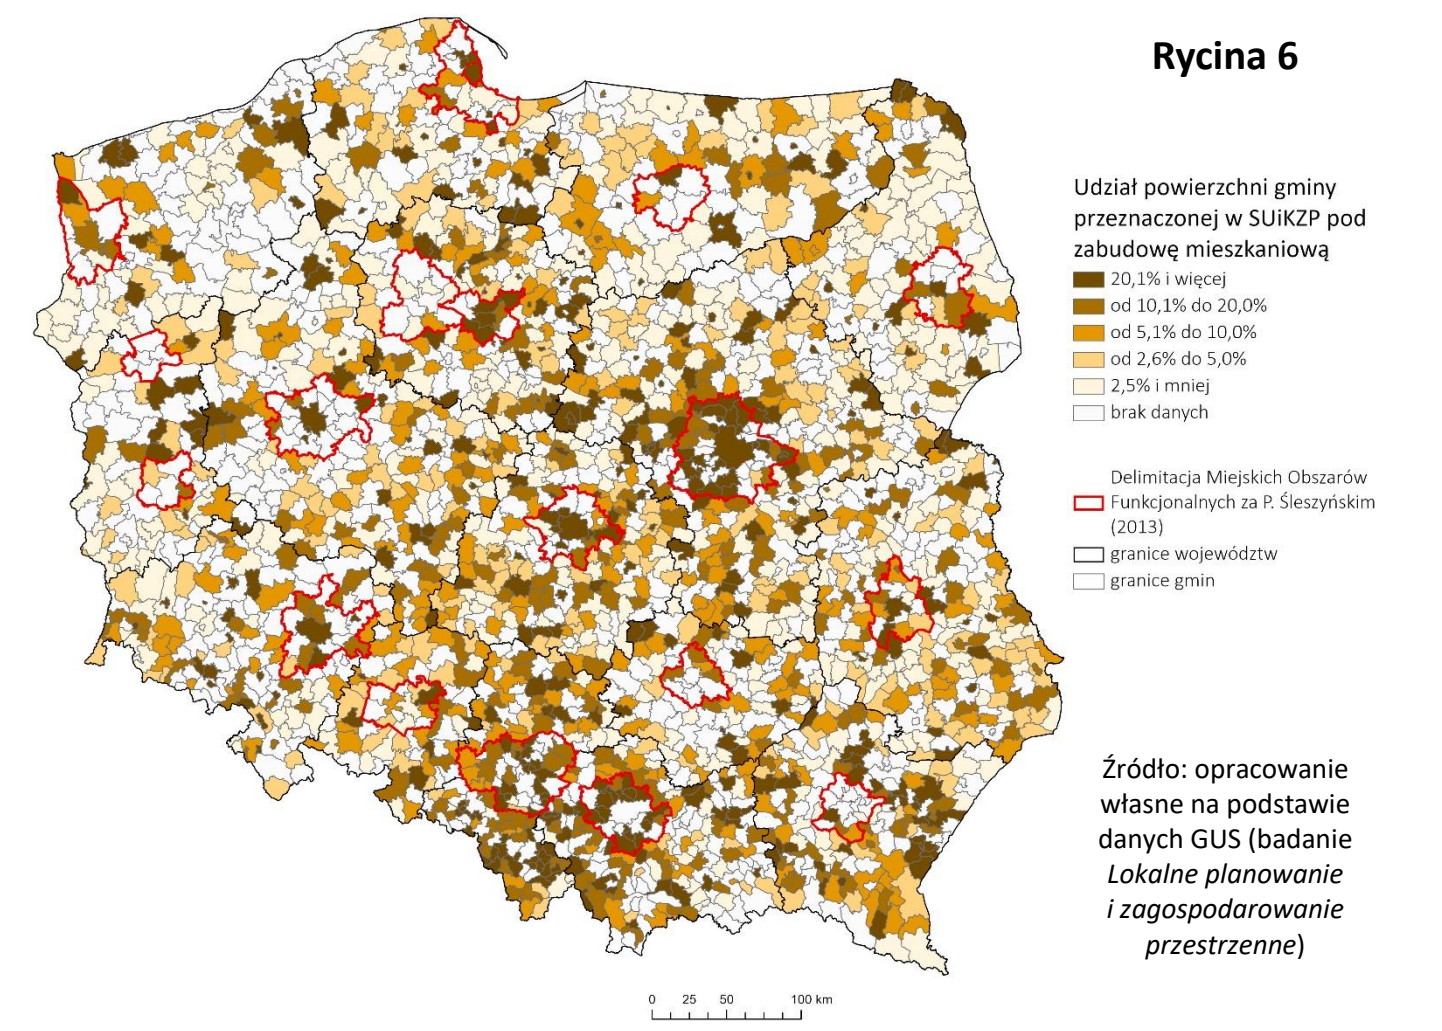 Rycina 6
Udział powierzchni gminy
przeznaczonej w SUiKZP pod
zabudowę mieszkaniową
20,1% i więcej
od 10,1% do 20,0%
od 5,1% do 10,0%
od 2,6% do 5,0%
2,5% i mniej
brak danych
Delimitacja Miejskich Obszarów
Funkcjonalnych za P. Śleszyńskim
(2013)
granice województw
granice gmin
Źródło: opracowanie
własne na podstawie
danych GUS (badanie
Lokalne planowanie
i zagospodarowanie
przestrzenne)
0 25 50 100 km